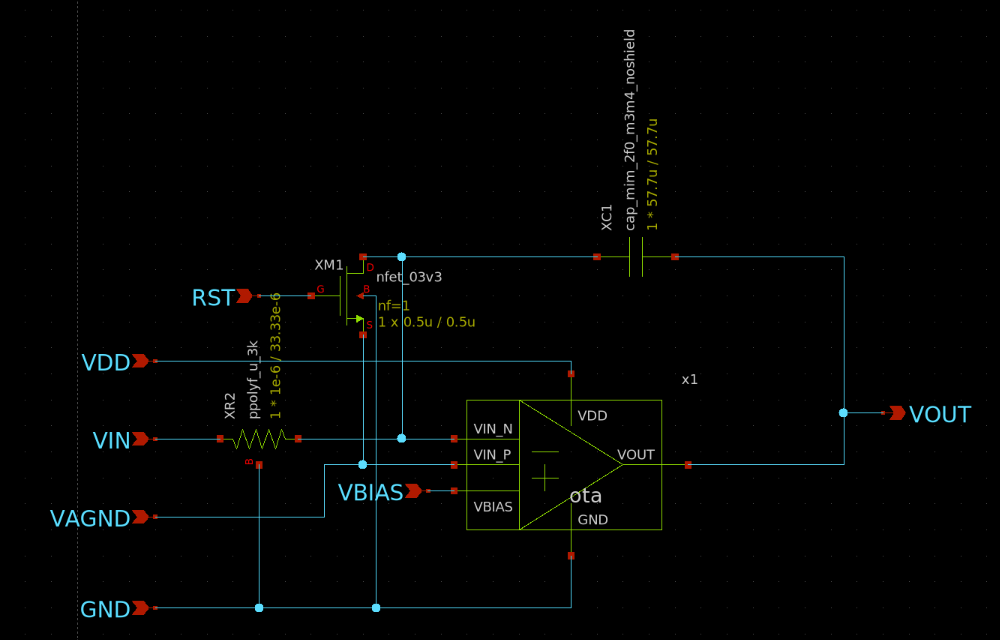 XC1
cap_mim_2f0_m3m4_noshield
1 * 57.7u / 57.7u
XM1
D
nfet_03v3
RST
G
B
nf=1
S
1 x 0.5u / 0.5u
VDD
XR2
ppolyf_u_3k
1 * 1e-6 / 33.33e-6
B
x1
VDD
VOUT
VIN
VIN_N
VIN_P
VOUT
VBIAS
VBIAS
ota
VAGND
GND
GND